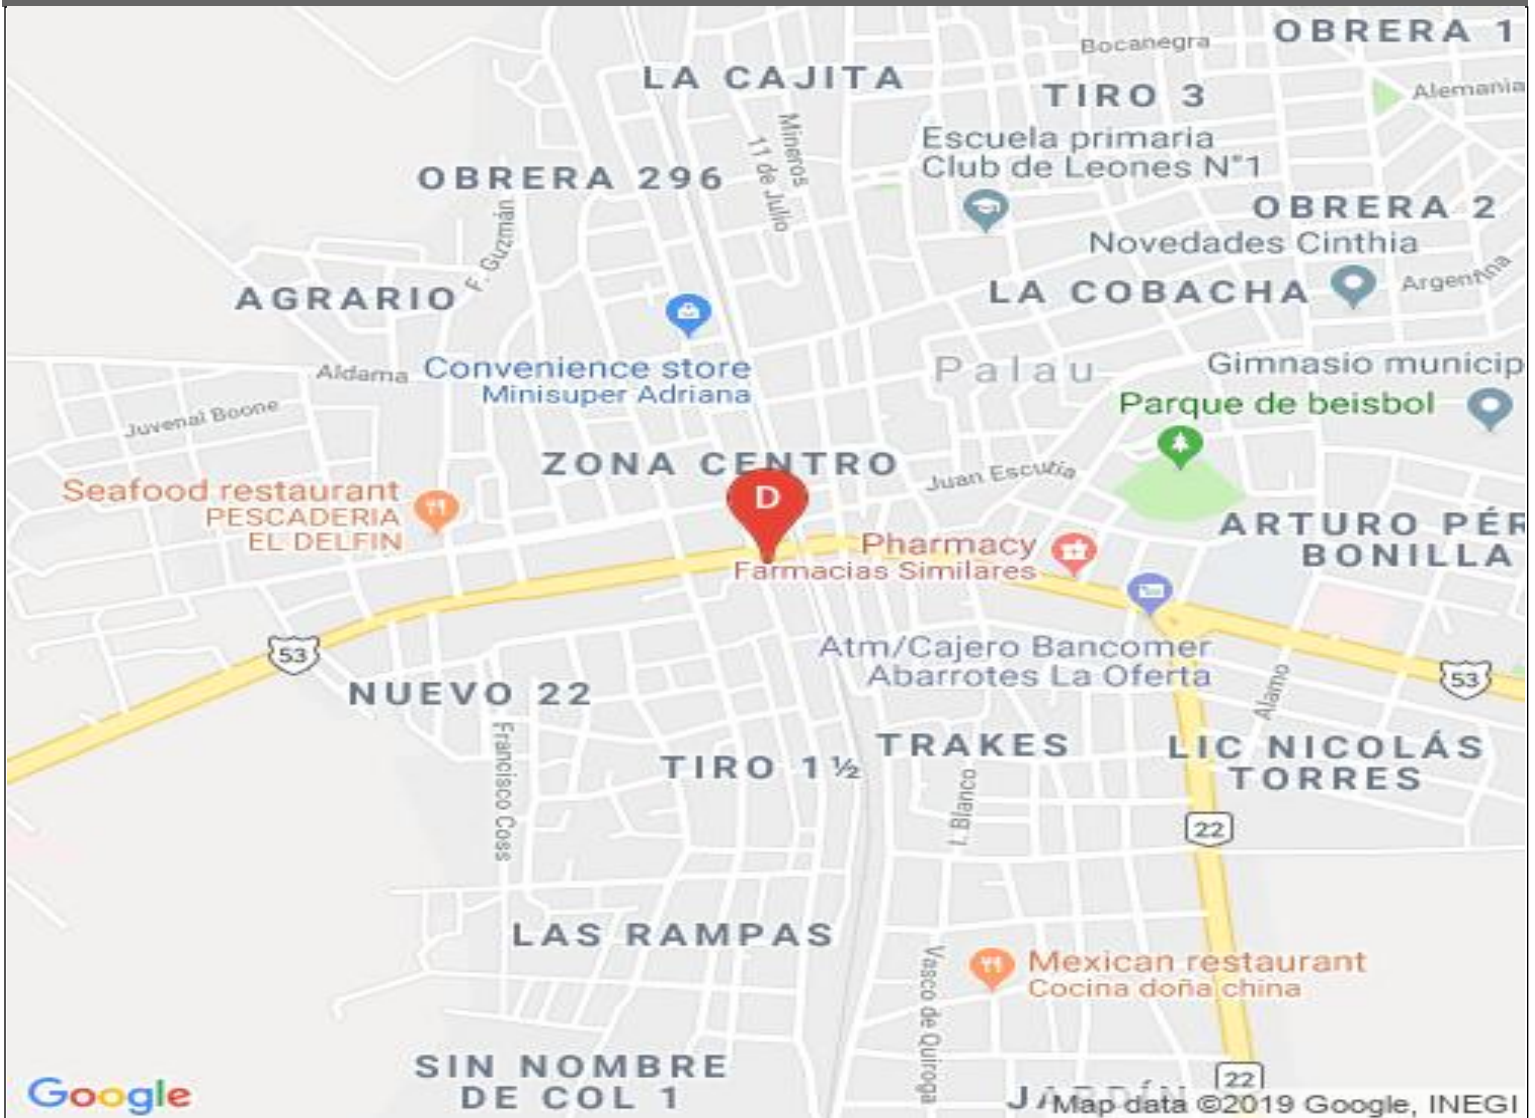 OBRERA 1
Bocanegra
LA CAJITA
TIRO 3
Alemania
Mineros
11 de Julio
Escuela primaria
Club de Leones N°1
OBRERA 296
OBRERA 2
F. Guzmán
Novedades Cinthia
AGRARIO
LA COBACHA
Argentina
Aldama
Convenience store
Minisuper Adriana
Palau
Gimnasio municip
Juvenal Boone
Parque de beisbol
ZONA CENTRO
Juan Escutia
Seafood restaurant
PESCADERIA
EL DELFIN
D
ARTURO PÉR
BONILLA
Pharmacy
Farmacias Similares
53
Atm/Cajero Bancomer
Abarrotes La Oferta
53
Alamo
NUEVO 22
Francisco Coss
TIRO 1½
TRAKES
LIC NICOLÁS
TORRES
I. Blanco
22
LAS RAMPAS
Vasco de Quiroga
Mexican restaurant
Cocina doña china
SIN NOMBRE
DE COL 1
22
JARDÍN
Google
Map data ©2019 Google, INEGI